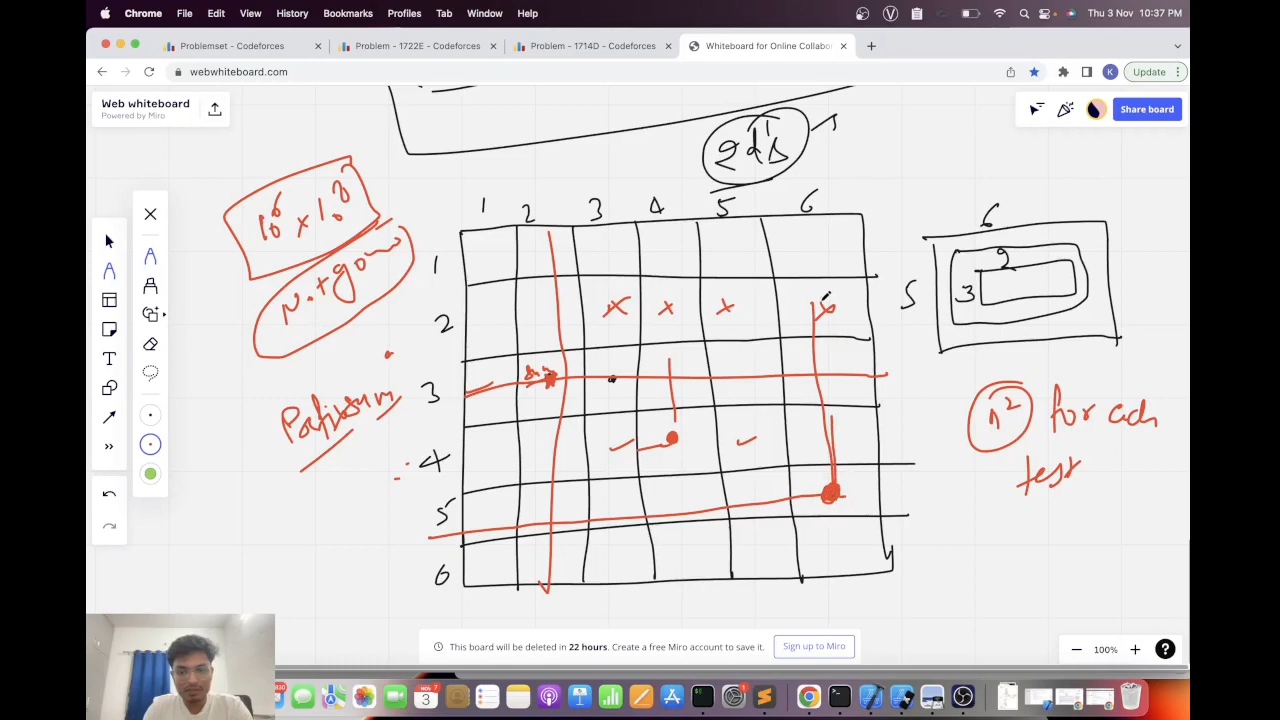 Chrome File Edit View History Bookmarks Profiles Tab Window Help Thu 3 Nov 10:37 PM
Problemset - Codeforces Problem - 1722E - Codeforces Problem - 1714D - Codeforces Whiteboard for Online Collabo
webwhiteboard.com K Update
Web whiteboard
Powered by Miro
Share board
1 2 3 4 5 6
1
2
3
4
5
6
6
5
2
3
n² for each
test
This board will be deleted in 22 hours. Create a free Miro account to save it. Sign up to Miro
100%
NOV
3